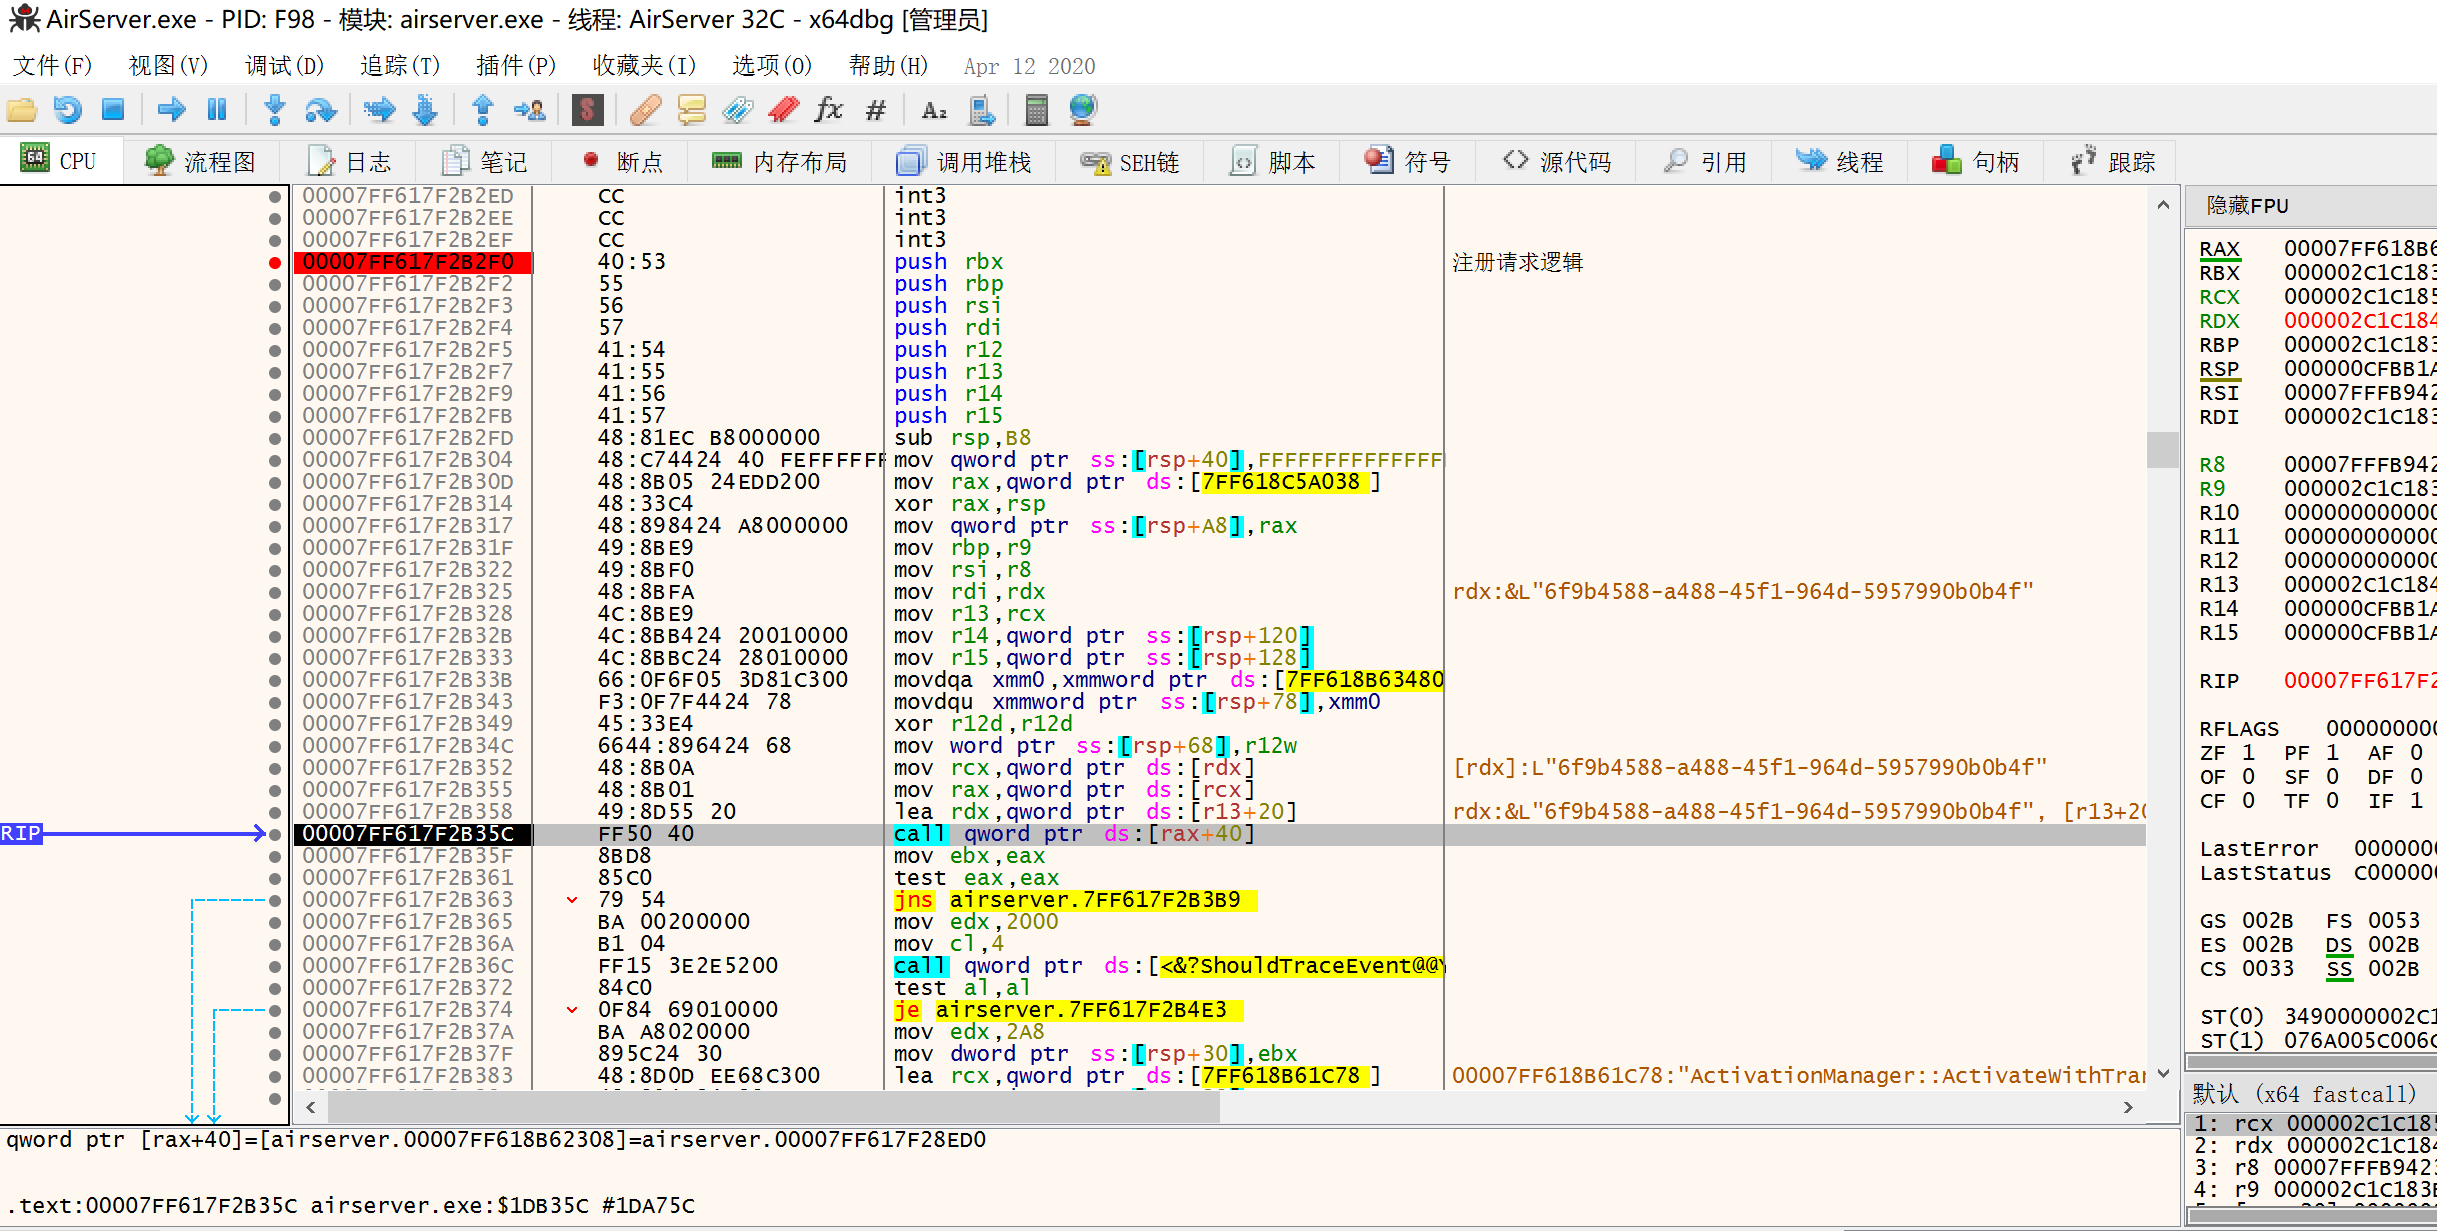 AirServer.exe - PID: F98 - 模块: airserver.exe - 线程: AirServer 32C - x64dbg [管理员]
文件(F) 视图(V) 调试(D) 追踪(T) 插件(P) 收藏夹(I) 选项(O) 帮助(H) Apr 12 2020
CPU 流程图 日志 笔记 断点 内存布局 调用堆栈 SEH链 脚本 符号 源代码 引用 线程 句柄 跟踪
00007FF617F2B2ED CC int3
00007FF617F2B2EE CC int3
00007FF617F2B2EF CC int3
00007FF617F2B2F0 40:53 push rbx 注册请求逻辑
00007FF617F2B2F2 55 push rbp
00007FF617F2B2F3 56 push rsi
00007FF617F2B2F4 57 push rdi
00007FF617F2B2F5 41:54 push r12
00007FF617F2B2F7 41:55 push r13
00007FF617F2B2F9 41:56 push r14
00007FF617F2B2FB 41:57 push r15
00007FF617F2B2FD 48:81EC B8000000 sub rsp,B8
00007FF617F2B304 48:C74424 40 FEFFFFFF mov qword ptr ss:[rsp+40],FFFFFFFFFFFFFF
00007FF617F2B30D 48:8B05 24EDD200 mov rax,qword ptr ds:[7FF618C5A038]
00007FF617F2B314 48:33C4 xor rax,rsp
00007FF617F2B317 48:898424 A8000000 mov qword ptr ss:[rsp+A8],rax
00007FF617F2B31F 49:8BE9 mov rbp,r9
00007FF617F2B322 49:8BF0 mov rsi,r8
00007FF617F2B325 48:8BFA mov rdi,rdx rdx:&L"6f9b4588-a488-45f1-964d-5957990b0b4f"
00007FF617F2B328 4C:8BE9 mov r13,rcx
00007FF617F2B32B 4C:8BB424 20010000 mov r14,qword ptr ss:[rsp+120]
00007FF617F2B333 4C:8BBC24 28010000 mov r15,qword ptr ss:[rsp+128]
00007FF617F2B33B 66:0F6F05 3D81C300 movdqa xmm0,xmmword ptr ds:[7FF618B63480
00007FF617F2B343 F3:0F7F4424 78 movdqu xmmword ptr ss:[rsp+78],xmm0
00007FF617F2B349 45:33E4 xor r12d,r12d
00007FF617F2B34C 6644:896424 68 mov word ptr ss:[rsp+68],r12w
00007FF617F2B352 48:8B0A mov rcx,qword ptr ds:[rdx] [rdx]:L"6f9b4588-a488-45f1-964d-5957990b0b4f"
00007FF617F2B355 48:8B01 mov rax,qword ptr ds:[rcx]
00007FF617F2B358 49:8D55 20 lea rdx,qword ptr ds:[r13+20] rdx:&L"6f9b4588-a488-45f1-964d-5957990b0b4f", [r13+20
RIP 00007FF617F2B35C FF50 40 call qword ptr ds:[rax+40]
00007FF617F2B35F 8BD8 mov ebx,eax
00007FF617F2B361 85C0 test eax,eax
00007FF617F2B363 79 54 jns airserver.7FF617F2B3B9
00007FF617F2B365 BA 00200000 mov edx,2000
00007FF617F2B36A B1 04 mov cl,4
00007FF617F2B36C FF15 3E2E5200 call qword ptr ds:[<&?ShouldTraceEvent@@Y
00007FF617F2B372 84C0 test al,al
00007FF617F2B374 0F84 69010000 je airserver.7FF617F2B4E3
00007FF617F2B37A BA A8020000 mov edx,2A8
00007FF617F2B37F 895C24 30 mov dword ptr ss:[rsp+30],ebx
00007FF617F2B383 48:8D0D EE68C300 lea rcx,qword ptr ds:[7FF618B61C78] 00007FF618B61C78:"ActivationManager::ActivateWithTra
qword ptr [rax+40]=[airserver.00007FF618B62308]=airserver.00007FF617F28ED0
.text:00007FF617F2B35C airserver.exe:$1DB35C #1DA75C
隐藏FPU
RAX 00007FF618B6
RBX 000002C1C183
RCX 000002C1C185
RDX 000002C1C184
RBP 000002C1C183
RSP 000000CFBB1A
RSI 00007FFFB942
RDI 000002C1C183
R8 00007FFFB942
R9 000002C1C183
R10 000000000000
R11 000000000000
R12 000000000000
R13 000002C1C184
R14 000000CFBB1A
R15 000000CFBB1A
RIP 00007FF617F2
RFLAGS 000000000
ZF 1 PF 1 AF 0
OF 0 SF 0 DF 0
CF 0 TF 0 IF 1
LastError 0000000
LastStatus C000000
GS 002B FS 0053
ES 002B DS 002B
CS 0033 SS 002B
ST(0) 3490000002C1
ST(1) 076A005C006C
默认 (x64 fastcall)
1: rcx 000002C1C185
2: rdx 000002C1C184
3: r8 00007FFFB942
4: r9 000002C1C183